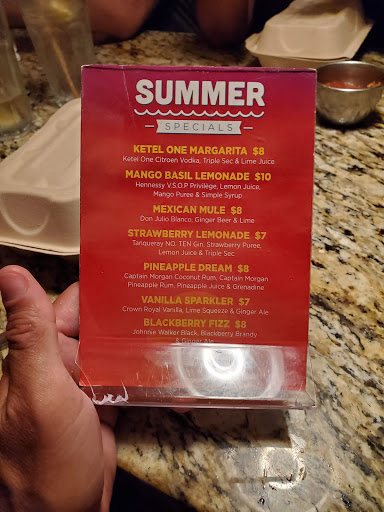 SUMMER
SPECIALS
KETEL ONE MARGARITA $8
Ketel One Citroen Vodka, Triple Sec & Lime Juice
MANGO BASIL LEMONADE $10
Hennessy V.S.O.P Privilège, Lemon Juice,
Mango Puree & Simple Syrup
MEXICAN MULE $8
Don Julio Blanco, Ginger Beer & Lime
STRAWBERRY LEMONADE $7
Tanqueray NO. TEN Gin, Strawberry Puree,
Lemon Juice & Triple Sec
PINEAPPLE DREAM $8
Captain Morgan Coconut Rum, Captain Morgan
Pineapple Rum, Pineapple Juice & Grenadine
VANILLA SPARKLER $7
Crown Royal Vanilla, Lime Squeeze & Ginger Ale
BLACKBERRY FIZZ $8
Johnnie Walker Black, Blackberry Brandy
& Ginger Ale